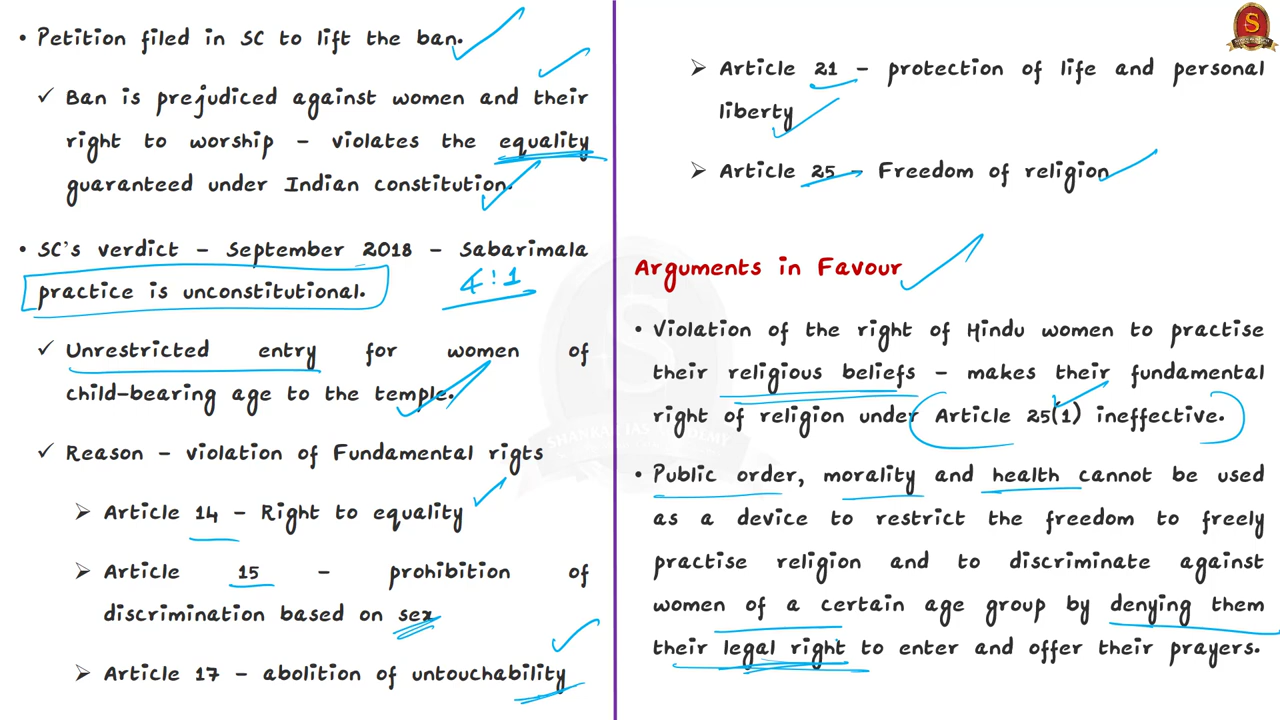 • Petition filed in SC to lift the ban.
✓ Ban is prejudiced against women and their
right to worship – violates the equality
guaranteed under Indian constitution.
• SC's verdict – September 2018 – Sabarimala
practice is unconstitutional.
4:1
✓ Unrestricted entry for women of
child-bearing age to the temple.
✓ Reason – violation of Fundamental rigts
➢ Article 14 – Right to equality
➢ Article 15 – prohibition of
discrimination based on sex
➢ Article 17 – abolition of untouchability
➢ Article 21 – protection of life and personal
liberty
➢ Article 25 – Freedom of religion
Arguments in Favour
• Violation of the right of Hindu women to practise
their religious beliefs – makes their fundamental
right of religion under Article 25(1) ineffective.
• Public order, morality and health cannot be used
as a device to restrict the freedom to freely
practise religion and to discriminate against
women of a certain age group by denying them
their legal right to enter and offer their prayers.
S
SHANKAR IAS ACADEMY